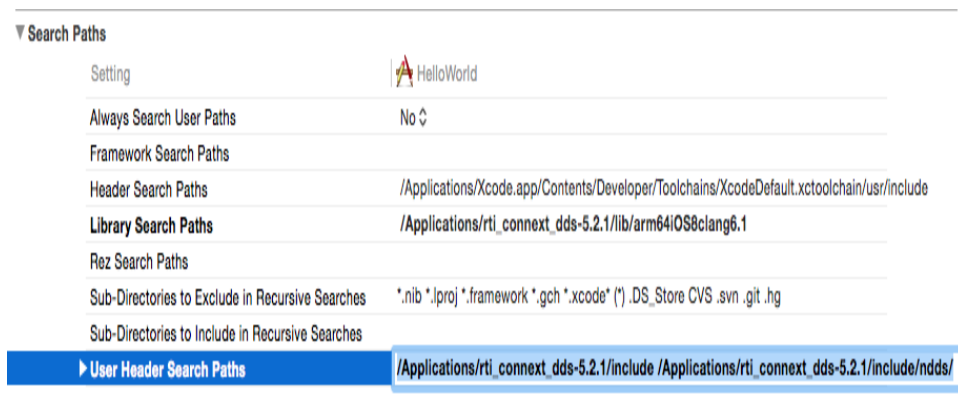 Search Paths
Setting HelloWorld
Always Search User Paths No
Framework Search Paths
Header Search Paths /Applications/Xcode.app/Contents/Developer/Toolchains/XcodeDefault.xctoolchain/usr/include
Library Search Paths /Applications/rti_connext_dds-5.2.1/lib/arm64iOS8clang6.1
Rez Search Paths
Sub-Directories to Exclude in Recursive Searches *.nib *.lproj *.framework *.gch *.xcode* (*) .DS_Store CVS .svn .git .hg
Sub-Directories to Include in Recursive Searches
User Header Search Paths /Applications/rti_connext_dds-5.2.1/include /Applications/rti_connext_dds-5.2.1/include/ndds/